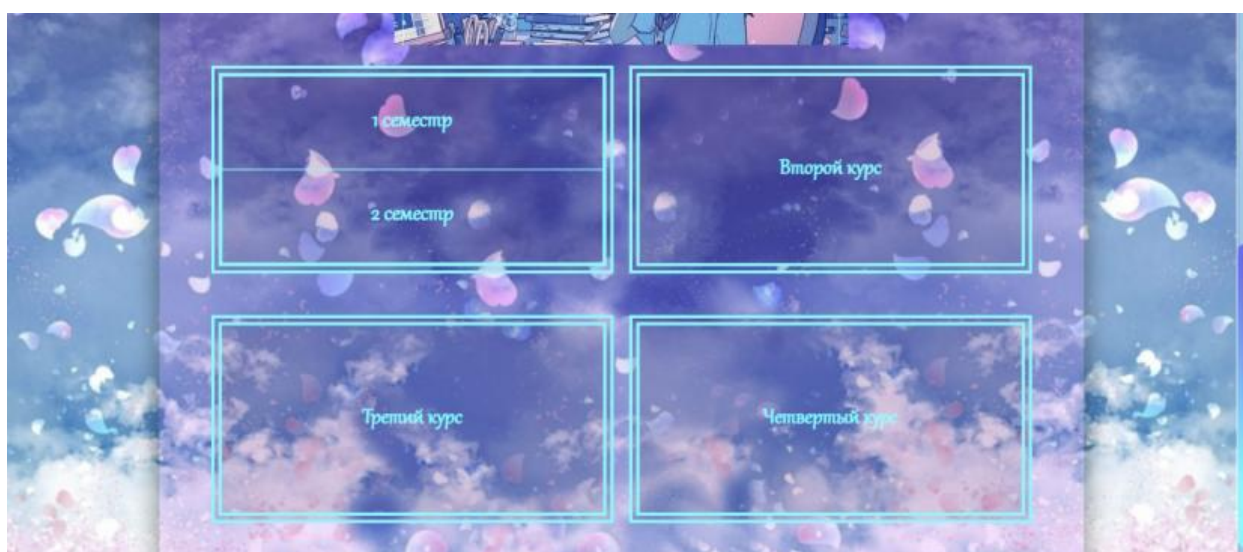 1 семестр
2 семестр
Второй курс
Третий курс
Четвертый курс